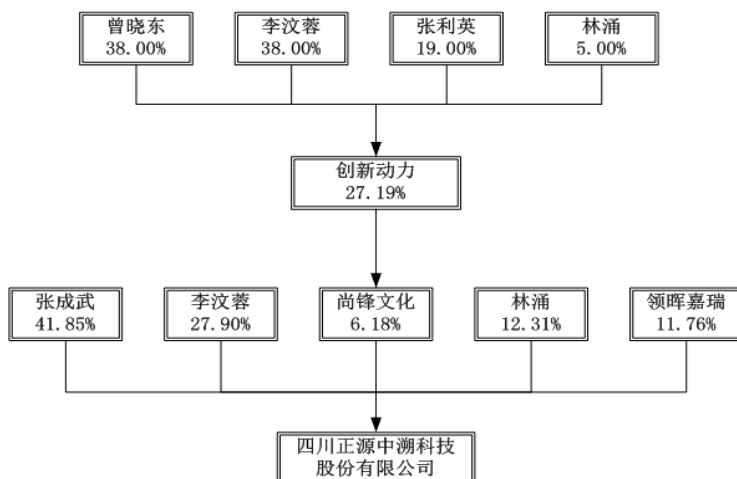 曾晓东
38.00%
李汶蓉
38.00%
张利英
19.00%
林涌
5.00%
创新动力
27.19%
张成武
41.85%
李汶蓉
27.90%
尚锋文化
6.18%
林涌
12.31%
领晖嘉瑞
11.76%
四川正源中溯科技
股份有限公司